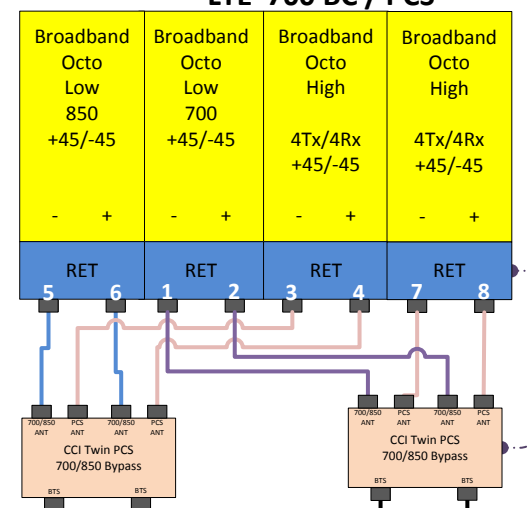 LTE 700 BC / PCS
Broadband
Octo
Low
850
+45/-45
- +
Broadband
Octo
Low
700
+45/-45
- +
Broadband
Octo
High
4Tx/4Rx
+45/-45
- +
Broadband
Octo
High
4Tx/4Rx
+45/-45
- +
RET
RET
RET
RET
5 6 1 2 3 4 7 8
700/850
ANT
PCS
ANT
700/850
ANT
PCS
ANT
CCI Twin PCS
700/850 Bypass
BTS
BTS
700/850
ANT
PCS
ANT
700/850
ANT
PCS
ANT
CCI Twin PCS
700/850 Bypass
BTS
BTS